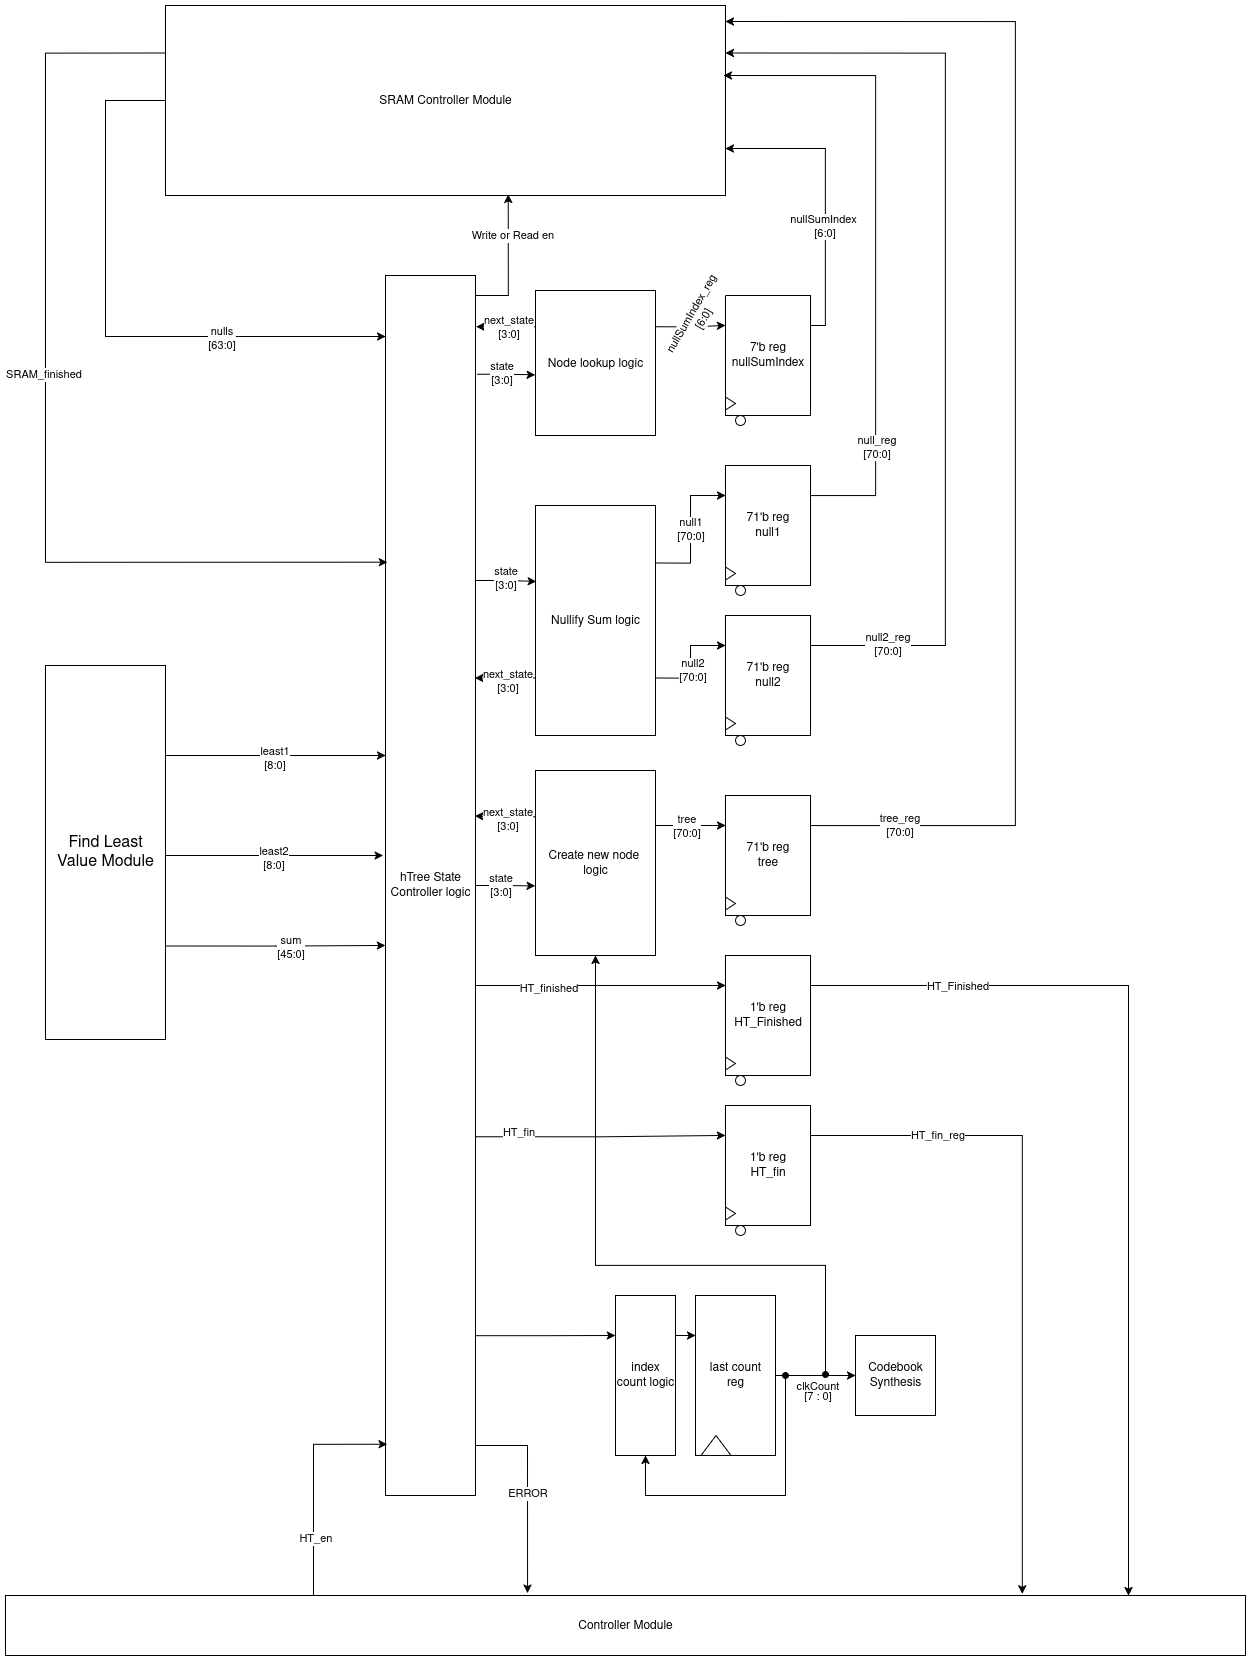 SRAM Controller Module
Write or Read en
nullSumIndex
[6:0]
nulls
[63:0]
SRAM_finished
next_state
[3:0]
state
[3:0]
Node lookup logic
nullSumIndex_reg
[6:0]
7'b reg
nullSumIndex
null_reg
[70:0]
state
[3:0]
next_state
[3:0]
Nullify Sum logic
null1
[70:0]
71'b reg
null1
null2
[70:0]
71'b reg
null2
null2_reg
[70:0]
Find Least
Value Module
least1
[8:0]
least2
[8:0]
sum
[45:0]
hTree State
Controller logic
next_state
[3:0]
state
[3:0]
Create new node
logic
tree
[70:0]
71'b reg
tree
tree_reg
[70:0]
HT_finished
1'b reg
HT_Finished
HT_Finished
HT_fin
1'b reg
HT_fin
HT_fin_reg
index
count logic
last count
reg
clkCount
[7 : 0]
Codebook
Synthesis
ERROR
HT_en
Controller Module